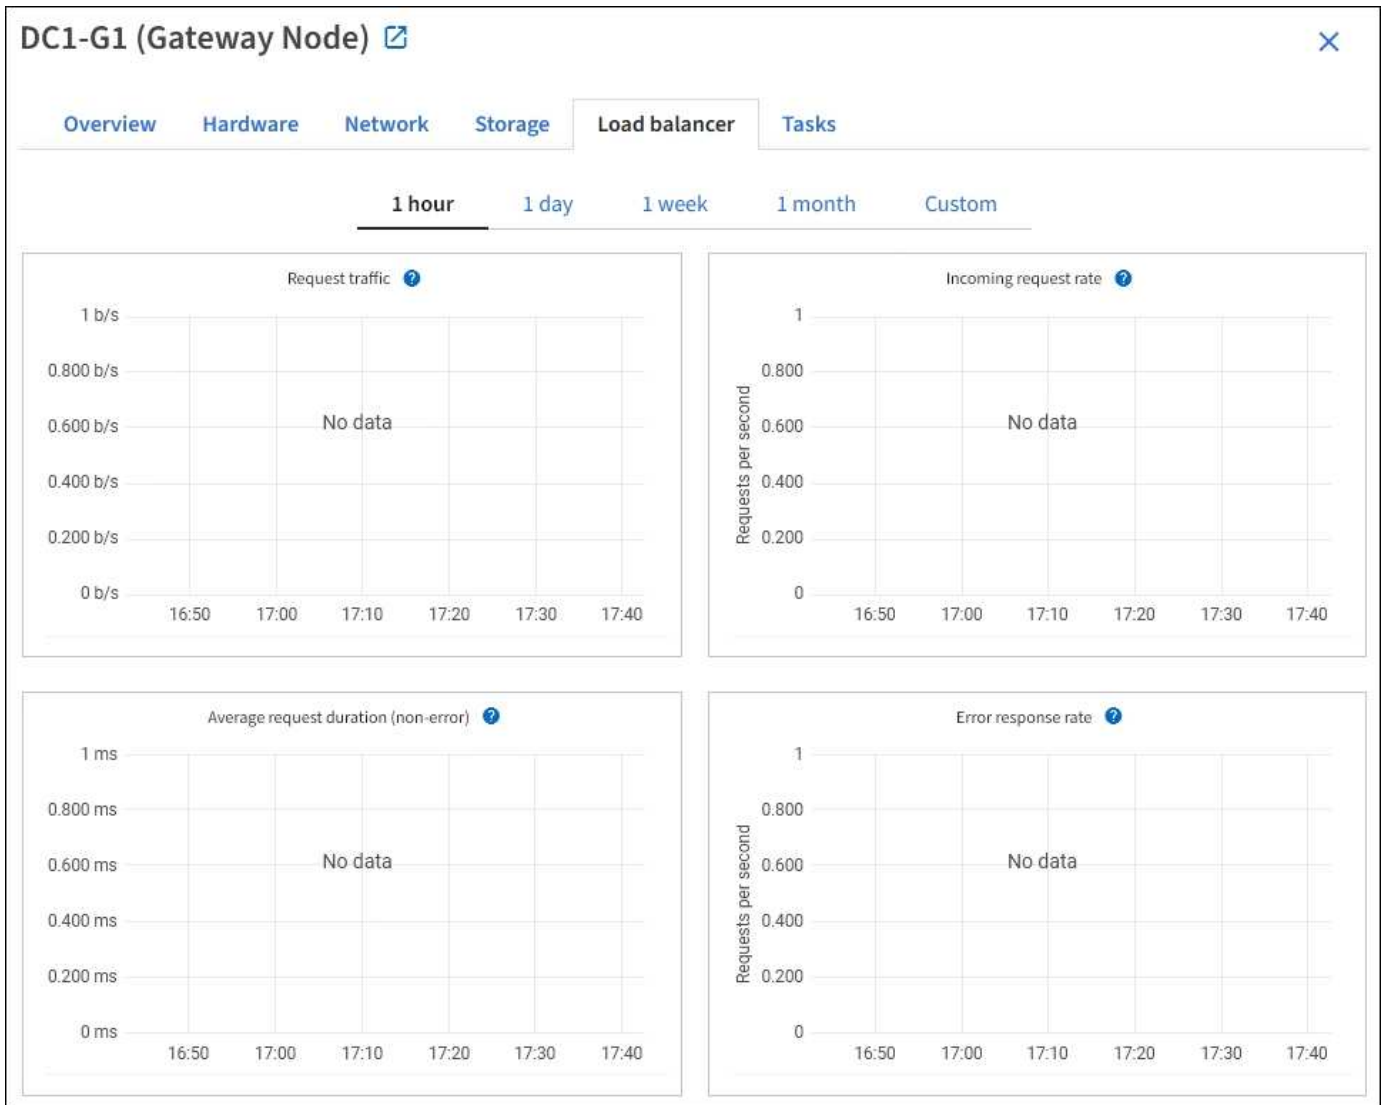 DC1-G1 (Gateway Node)
Overview Hardware Network Storage Load balancer Tasks
1 hour 1 day 1 week 1 month Custom
Request traffic ?
1 b/s
0.800 b/s
0.600 b/s
0.400 b/s
0.200 b/s
0 b/s
No data
16:50 17:00 17:10 17:20 17:30 17:40
Incoming request rate ?
Requests per second
1
0.800
0.600
0.400
0.200
0
No data
16:50 17:00 17:10 17:20 17:30 17:40
Average request duration (non-error) ?
1 ms
0.800 ms
0.600 ms
0.400 ms
0.200 ms
0 ms
No data
16:50 17:00 17:10 17:20 17:30 17:40
Error response rate ?
Requests per second
1
0.800
0.600
0.400
0.200
0
No data
16:50 17:00 17:10 17:20 17:30 17:40